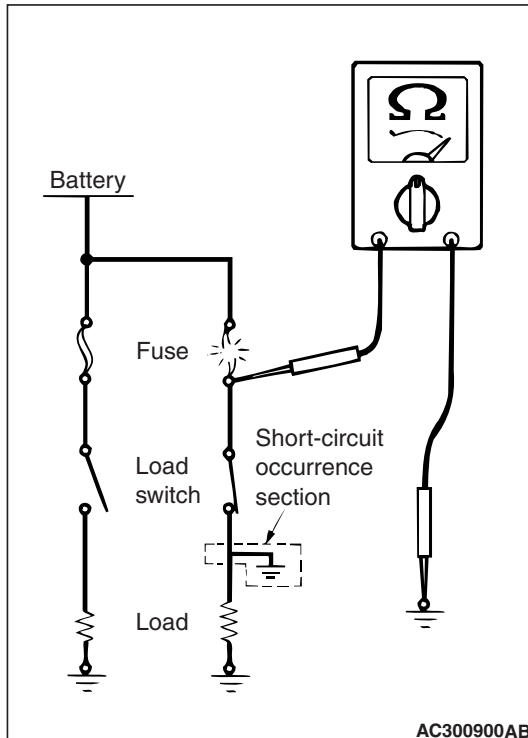 Ω
Battery
Fuse
Short-circuit
occurrence
section
Load
switch
Load
AC300900AB